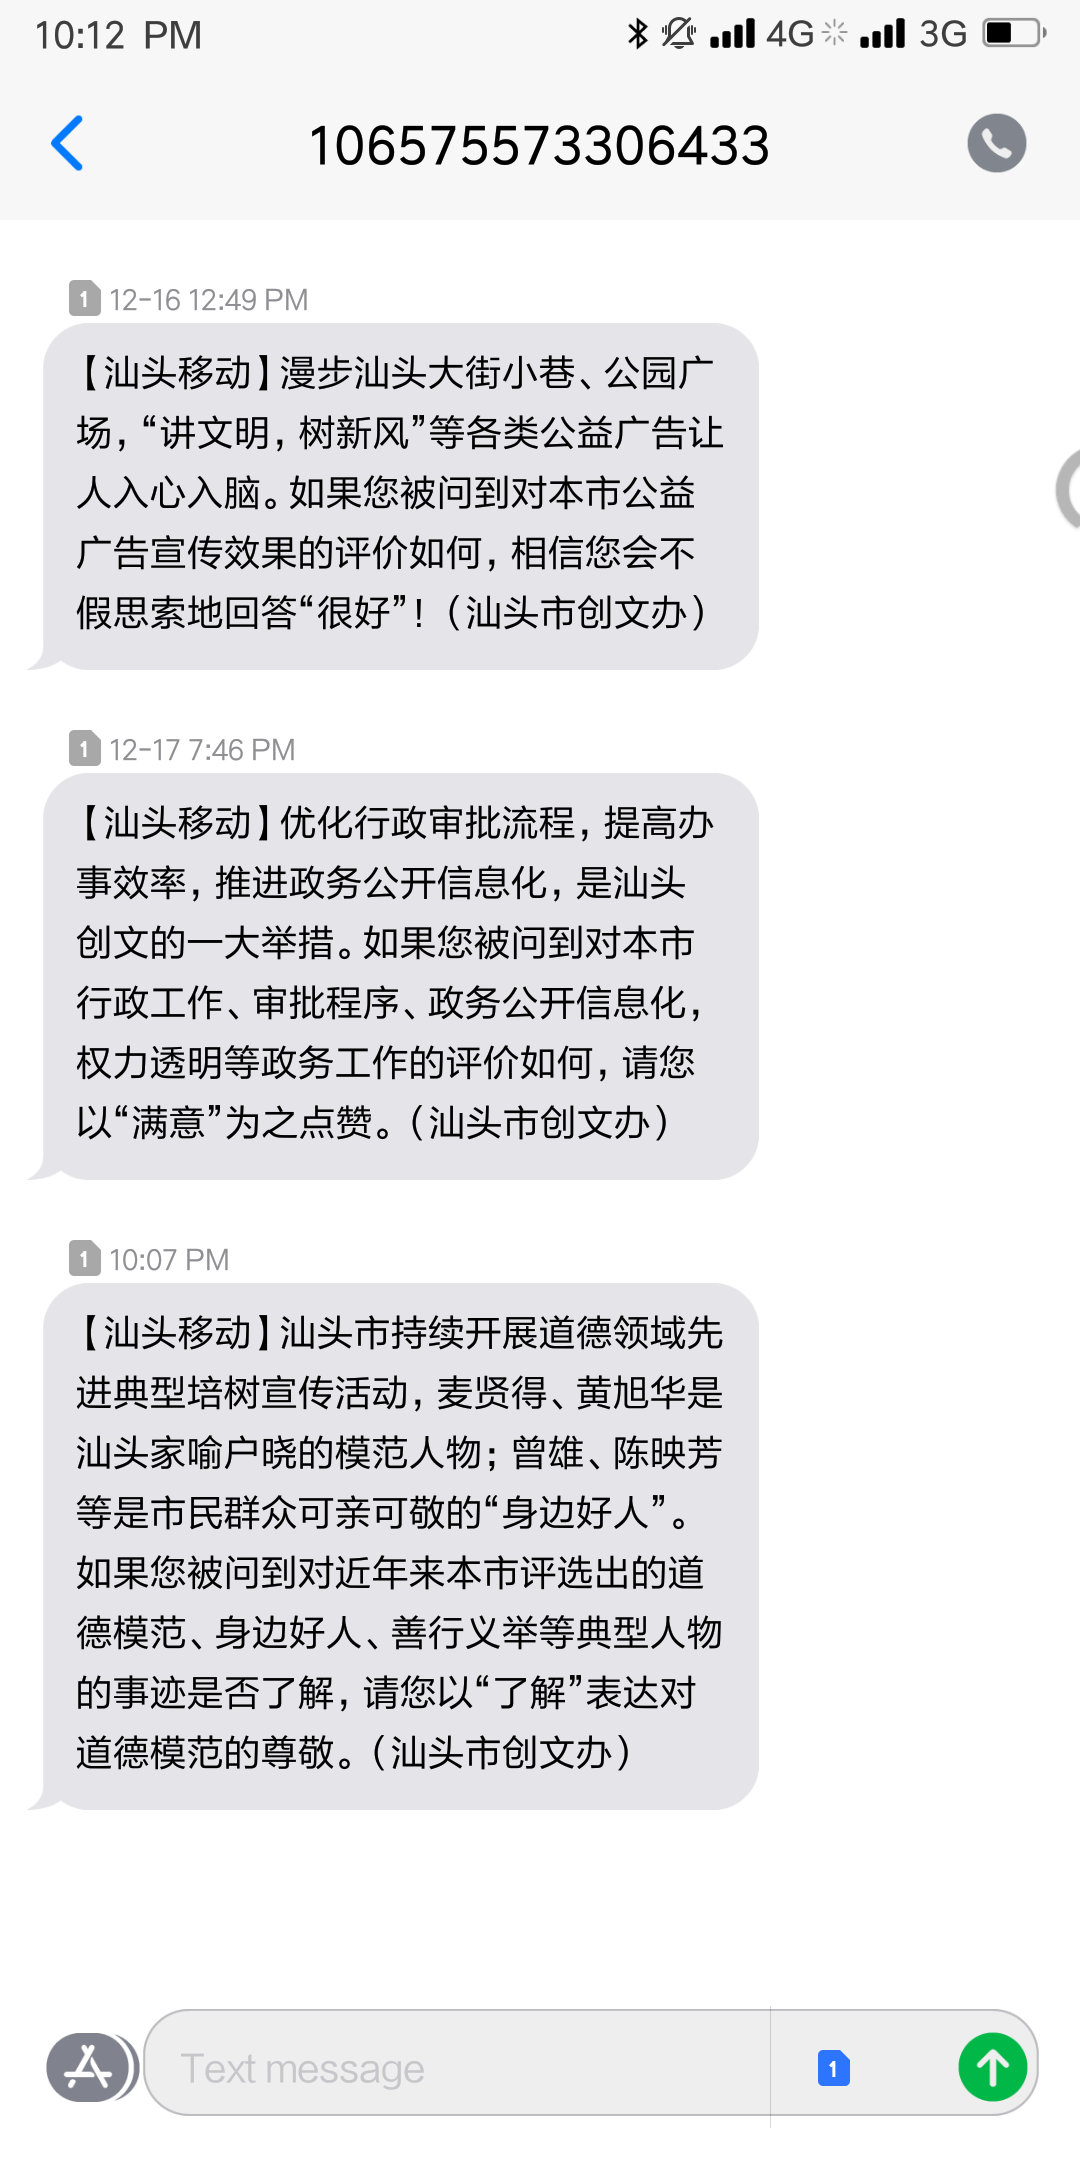 10:12 PM
4G
3G
106575573306433
1
12-16 12:49 PM
【汕头移动】漫步汕头大街小巷、公园广
场，“讲文明，树新风”等各类公益广告让
人入心入脑。如果您被问到对本市公益
广告宣传效果的评价如何，相信您会不
假思索地回答“很好”！（汕头市创文办）
1
12-17 7:46 PM
【汕头移动】优化行政审批流程，提高办
事效率，推进政务公开信息化，是汕头
创文的一大举措。如果您被问到对本市
行政工作、审批程序、政务公开信息化，
权力透明等政务工作的评价如何，请您
以“满意”为之点赞。（汕头市创文办）
1
10:07 PM
【汕头移动】汕头市持续开展道德领域先
进典型培树宣传活动，麦贤得、黄旭华是
汕头家喻户晓的模范人物；曾雄、陈映芳
等是市民群众可亲可敬的“身边好人”。
如果您被问到对近年来本市评选出的道
德模范、身边好人、善行义举等典型人物
的事迹是否了解，请您以“了解”表达对
道德模范的尊敬。（汕头市创文办）
Text message
1